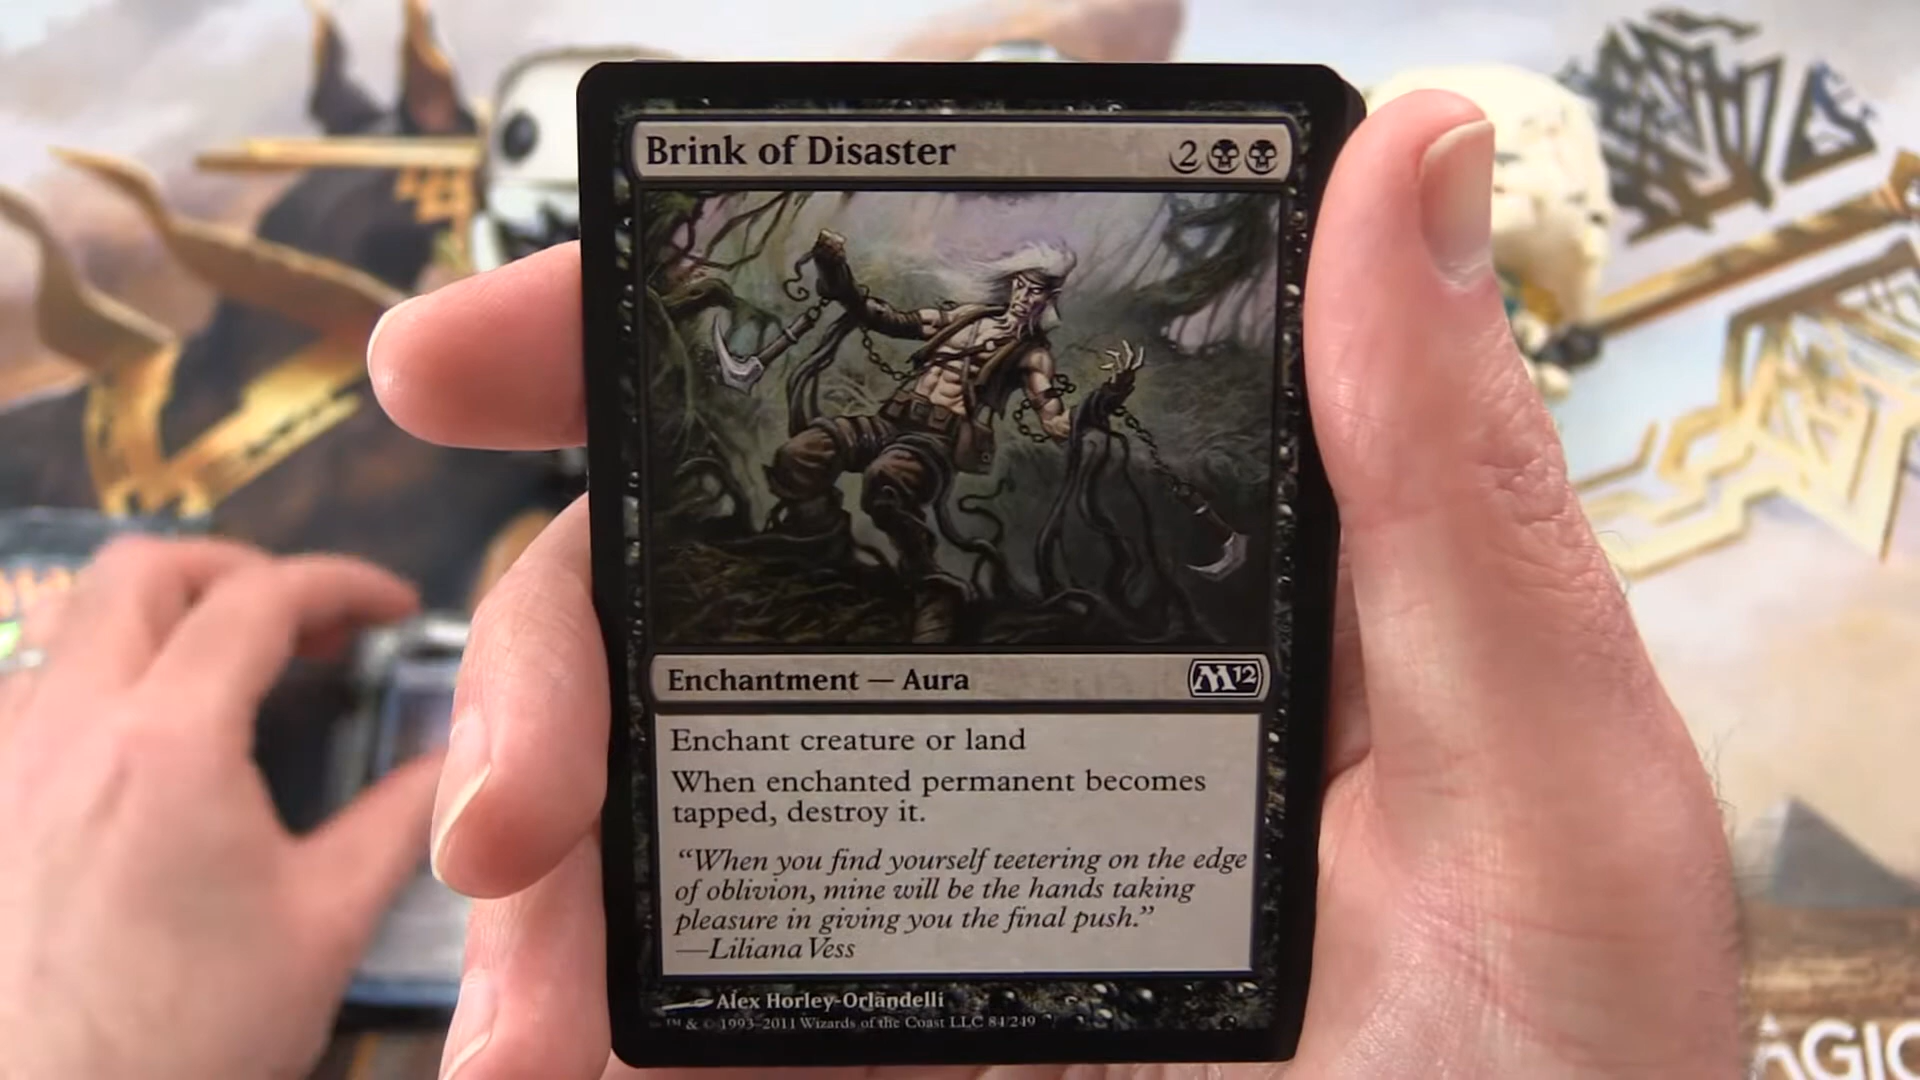 Brink of Disaster 2
Enchantment — Aura M12
Enchant creature or land
When enchanted permanent becomes
tapped, destroy it.
“When you find yourself teetering on the edge
of oblivion, mine will be the hands taking
pleasure in giving you the final push.”
—Liliana Vess
Alex Horley-Orlandelli
™ & © 1993–2011 Wizards of the Coast LLC 84/249